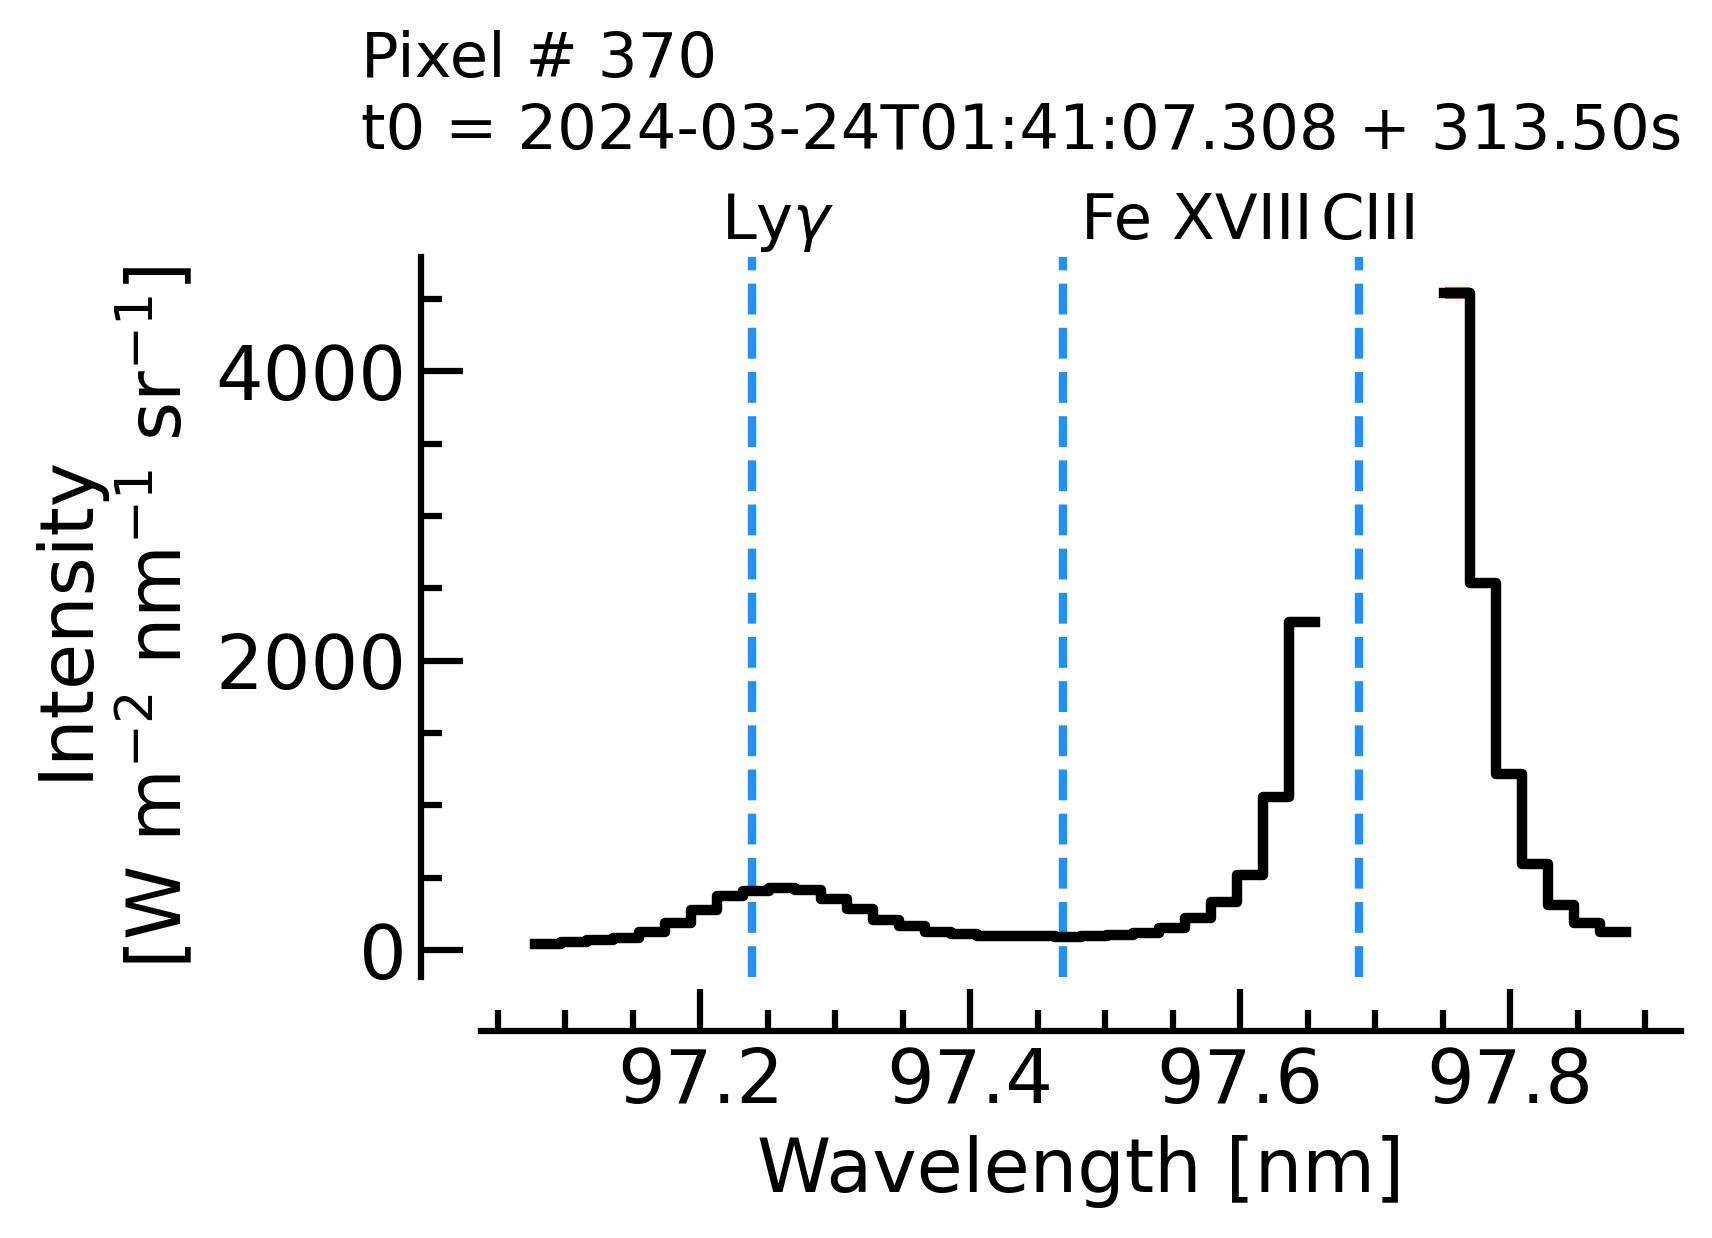 Pixel # 370
t0 = 2024-03-24T01:41:07.308 + 313.50s
Lyγ
Fe XVIII
CIII
Intensity
[W m⁻² nm⁻¹ sr⁻¹]
4000
2000
0
97.2
97.4
97.6
97.8
Wavelength [nm]